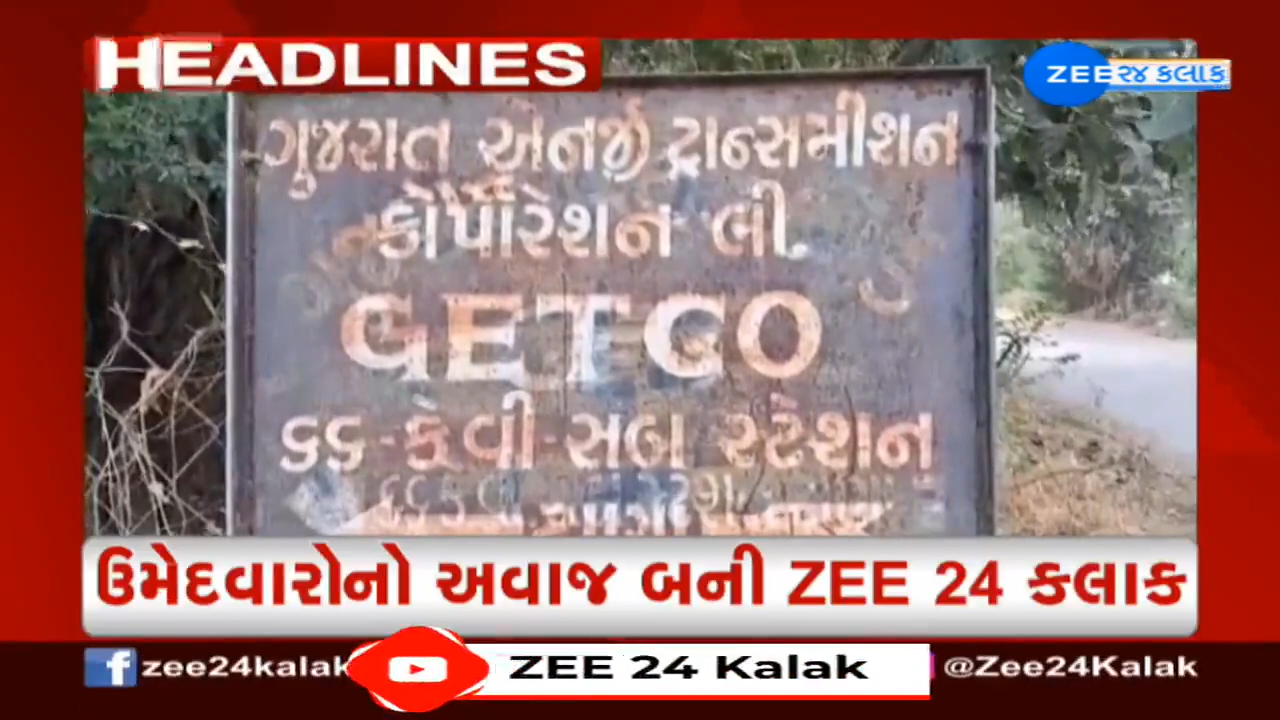 HEADLINES
ZEE ૨૪ કલાક
ગુજરાત એનર્જી ટ્રાન્સમીશન
કોર્પોરેશન લી.
GETCO
૬૬-કેવી-સબ સ્ટેશન
ઉમેદવારોનો અવાજ બની ZEE 24 કલાક
zee24kalak
ZEE 24 Kalak
@Zee24Kalak